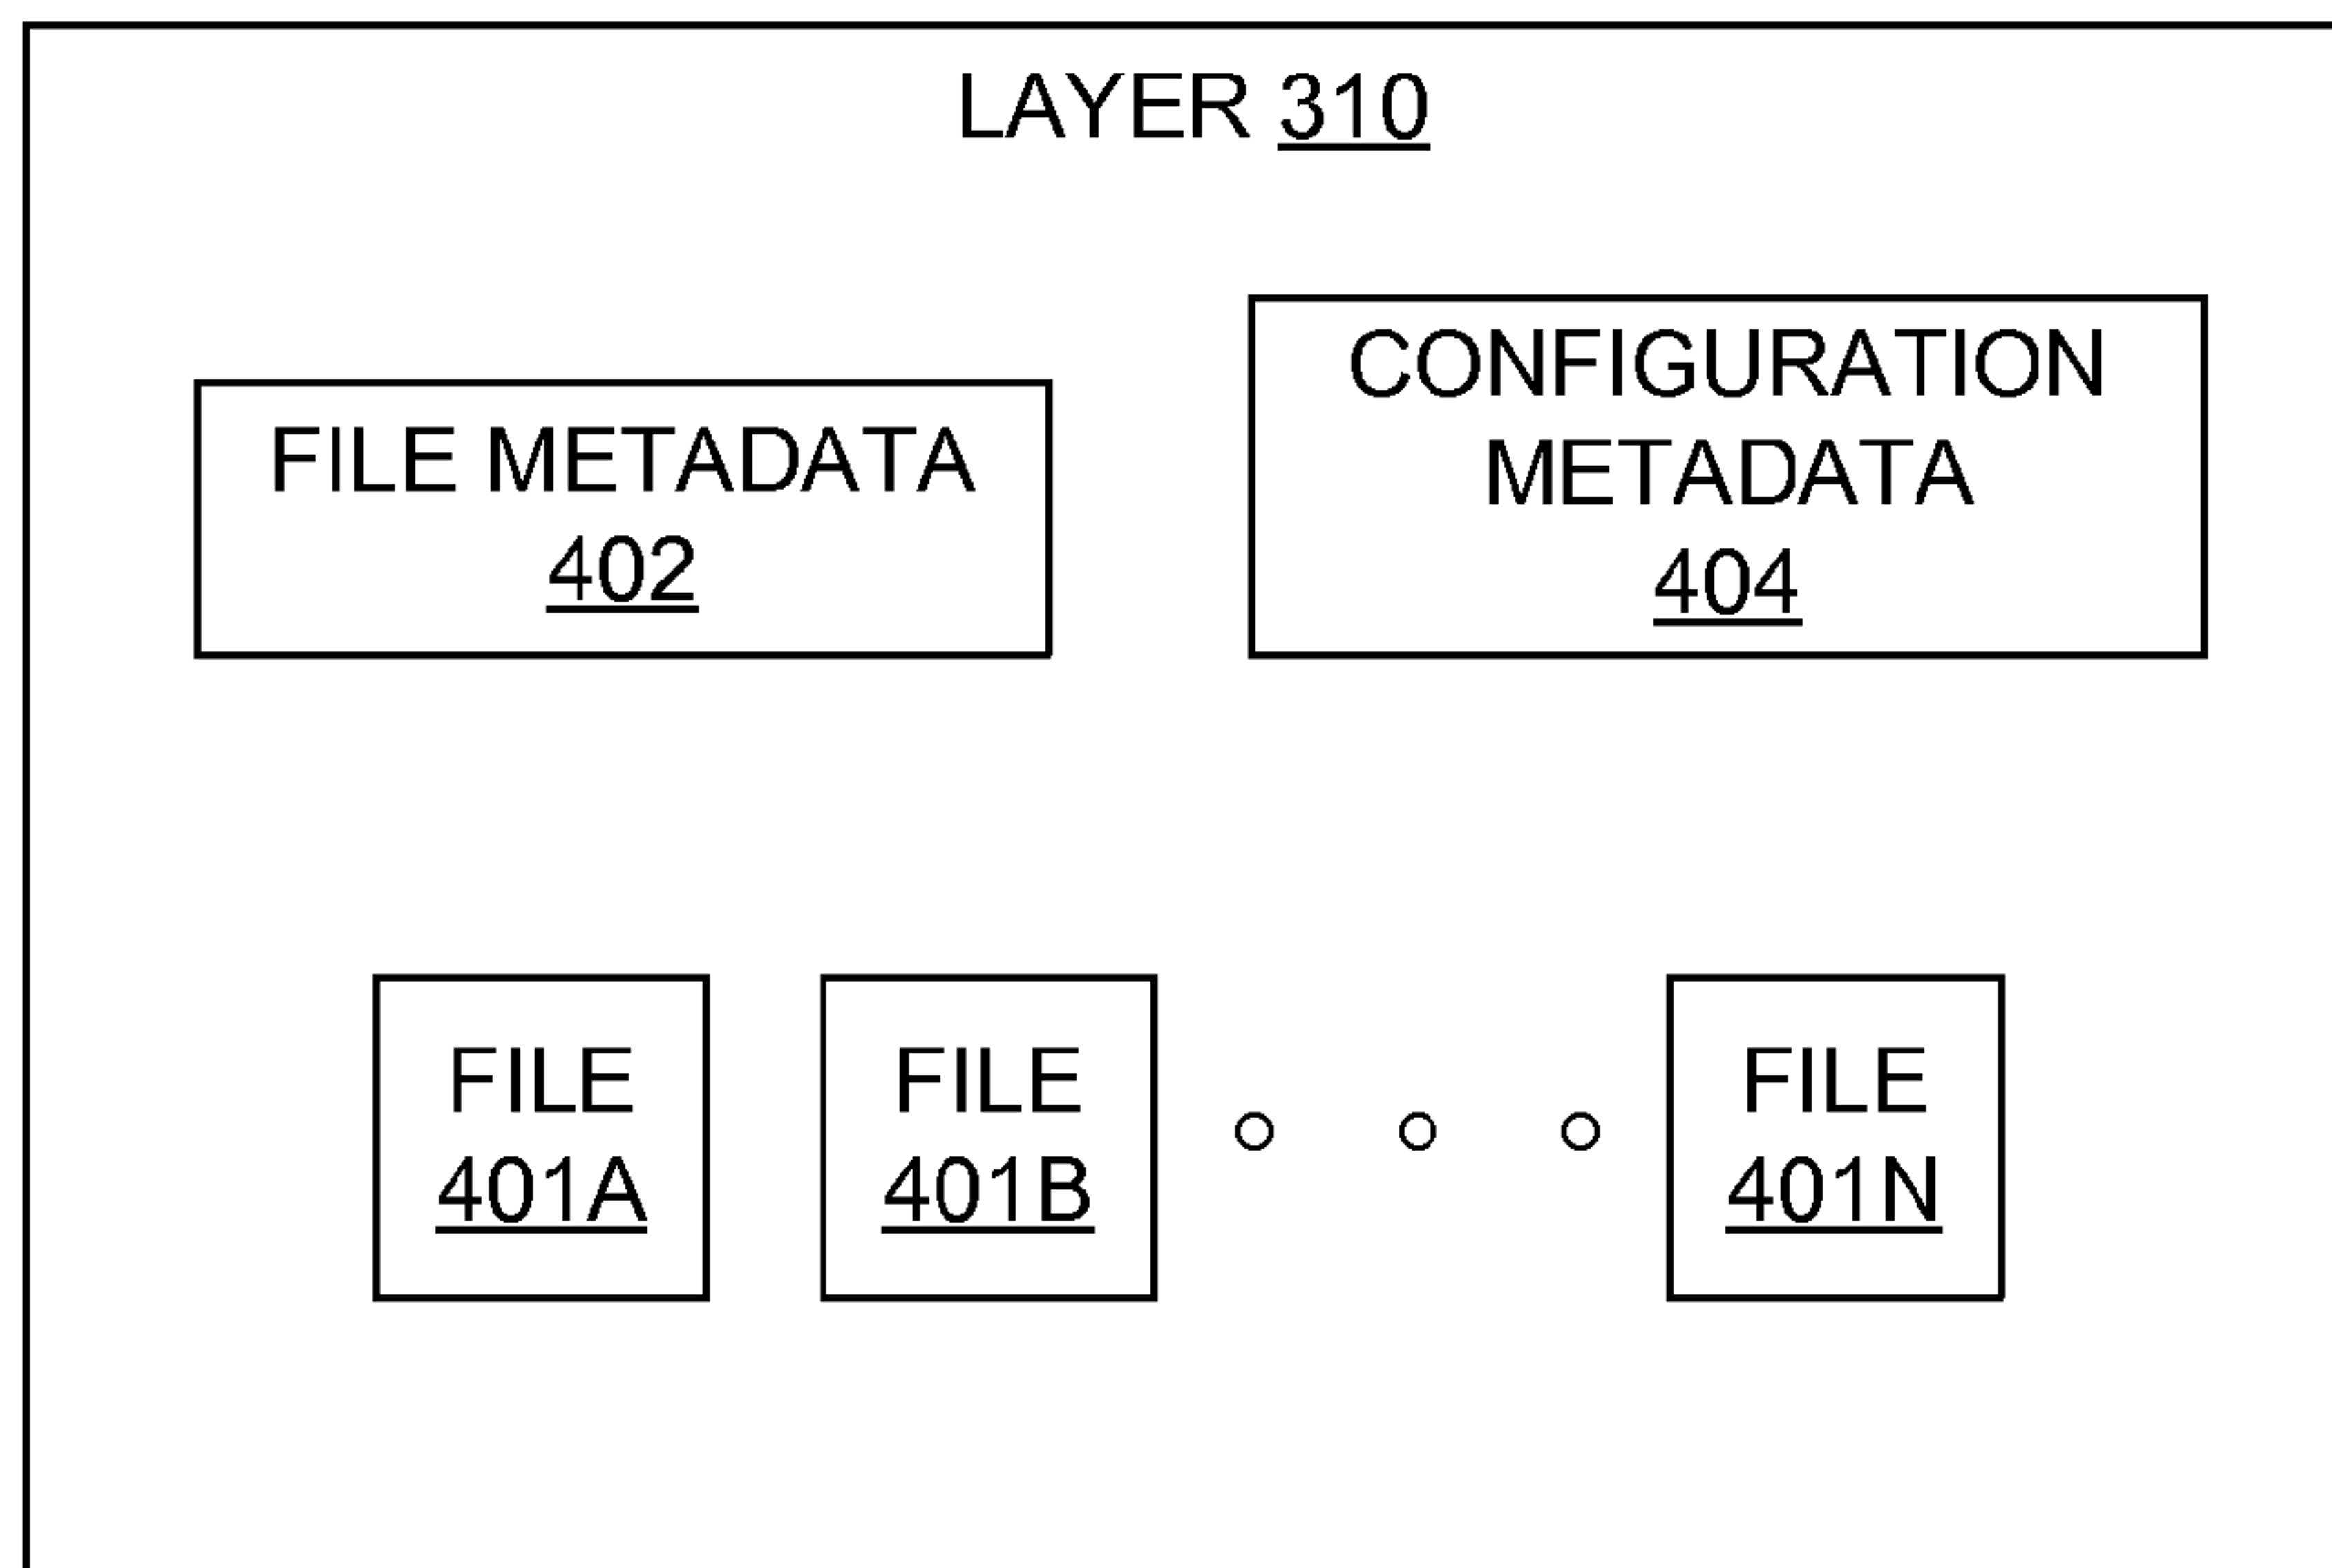 LAYER 310
FILE METADATA
402
CONFIGURATION
METADATA
404
FILE
401A
FILE
401B
FILE
401N